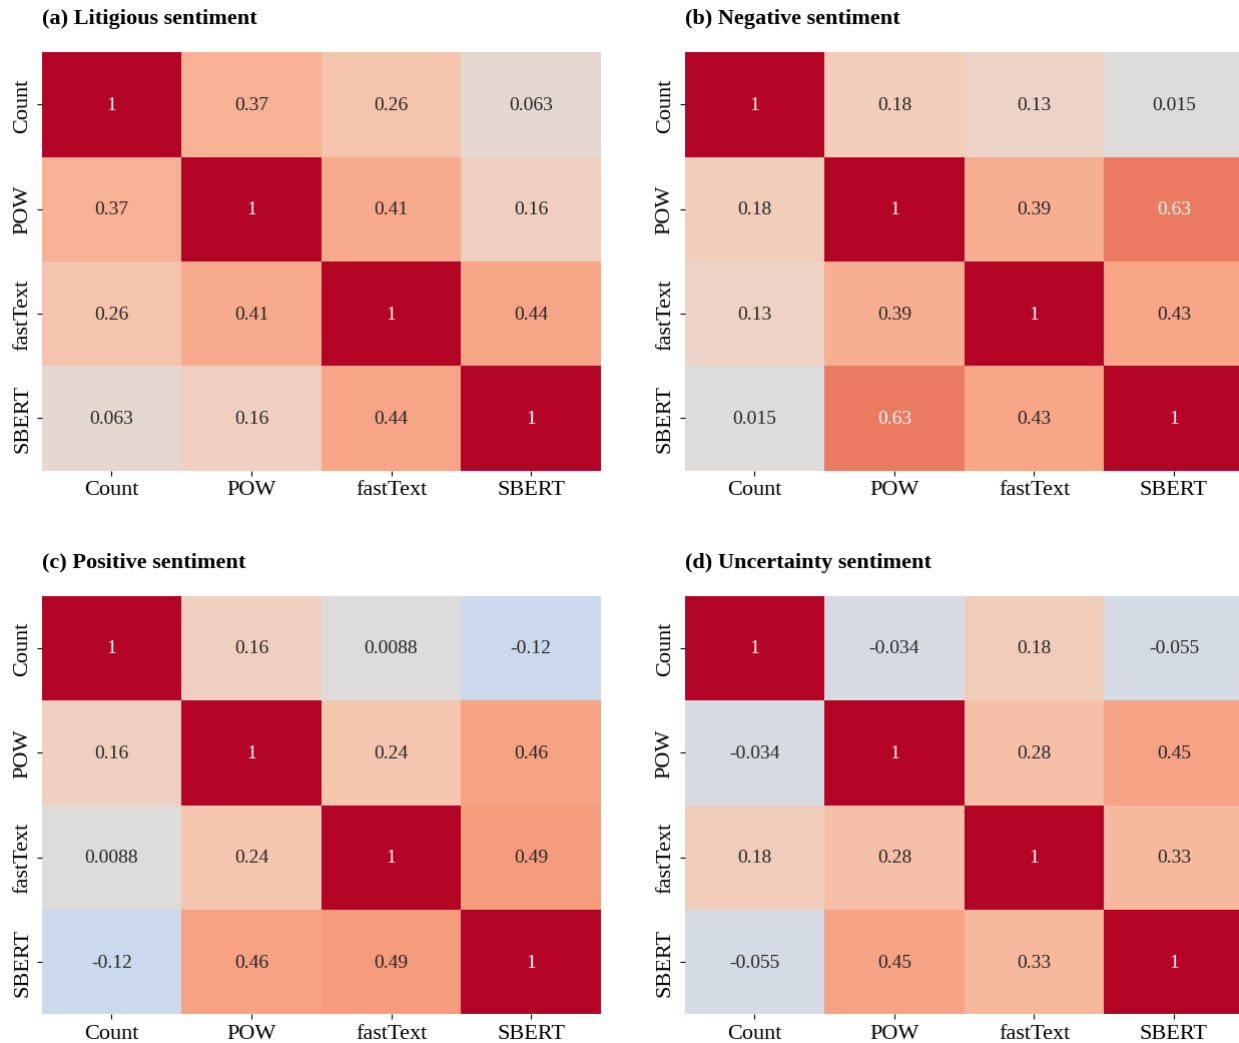 (a) Litigious sentiment
Count 1 0.37 0.26 0.063
POW 0.37 1 0.41 0.16
fastText 0.26 0.41 1 0.44
SBERT 0.063 0.16 0.44 1
Count POW fastText SBERT
(b) Negative sentiment
Count 1 0.18 0.13 0.015
POW 0.18 1 0.39 0.63
fastText 0.13 0.39 1 0.43
SBERT 0.015 0.63 0.43 1
Count POW fastText SBERT
(c) Positive sentiment
Count 1 0.16 0.0088 -0.12
POW 0.16 1 0.24 0.46
fastText 0.0088 0.24 1 0.49
SBERT -0.12 0.46 0.49 1
Count POW fastText SBERT
(d) Uncertainty sentiment
Count 1 -0.034 0.18 -0.055
POW -0.034 1 0.28 0.45
fastText 0.18 0.28 1 0.33
SBERT -0.055 0.45 0.33 1
Count POW fastText SBERT